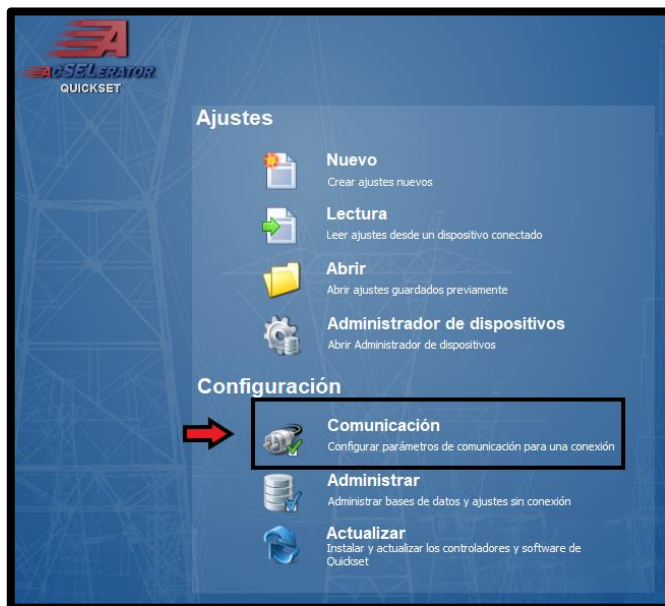 ACSELERATOR
QUICKSET
Ajustes
Nuevo
Crear ajustes nuevos
Lectura
Leer ajustes desde un dispositivo conectado
Abrir
Abrir ajustes guardados previamente
Administrador de dispositivos
Abrir Administrador de dispositivos
Configuración
Comunicación
Configurar parámetros de comunicación para una conexión
Administrar
Administrar bases de datos y ajustes sin conexión
Actualizar
Instalar y actualizar los controladores y software de
Quickset